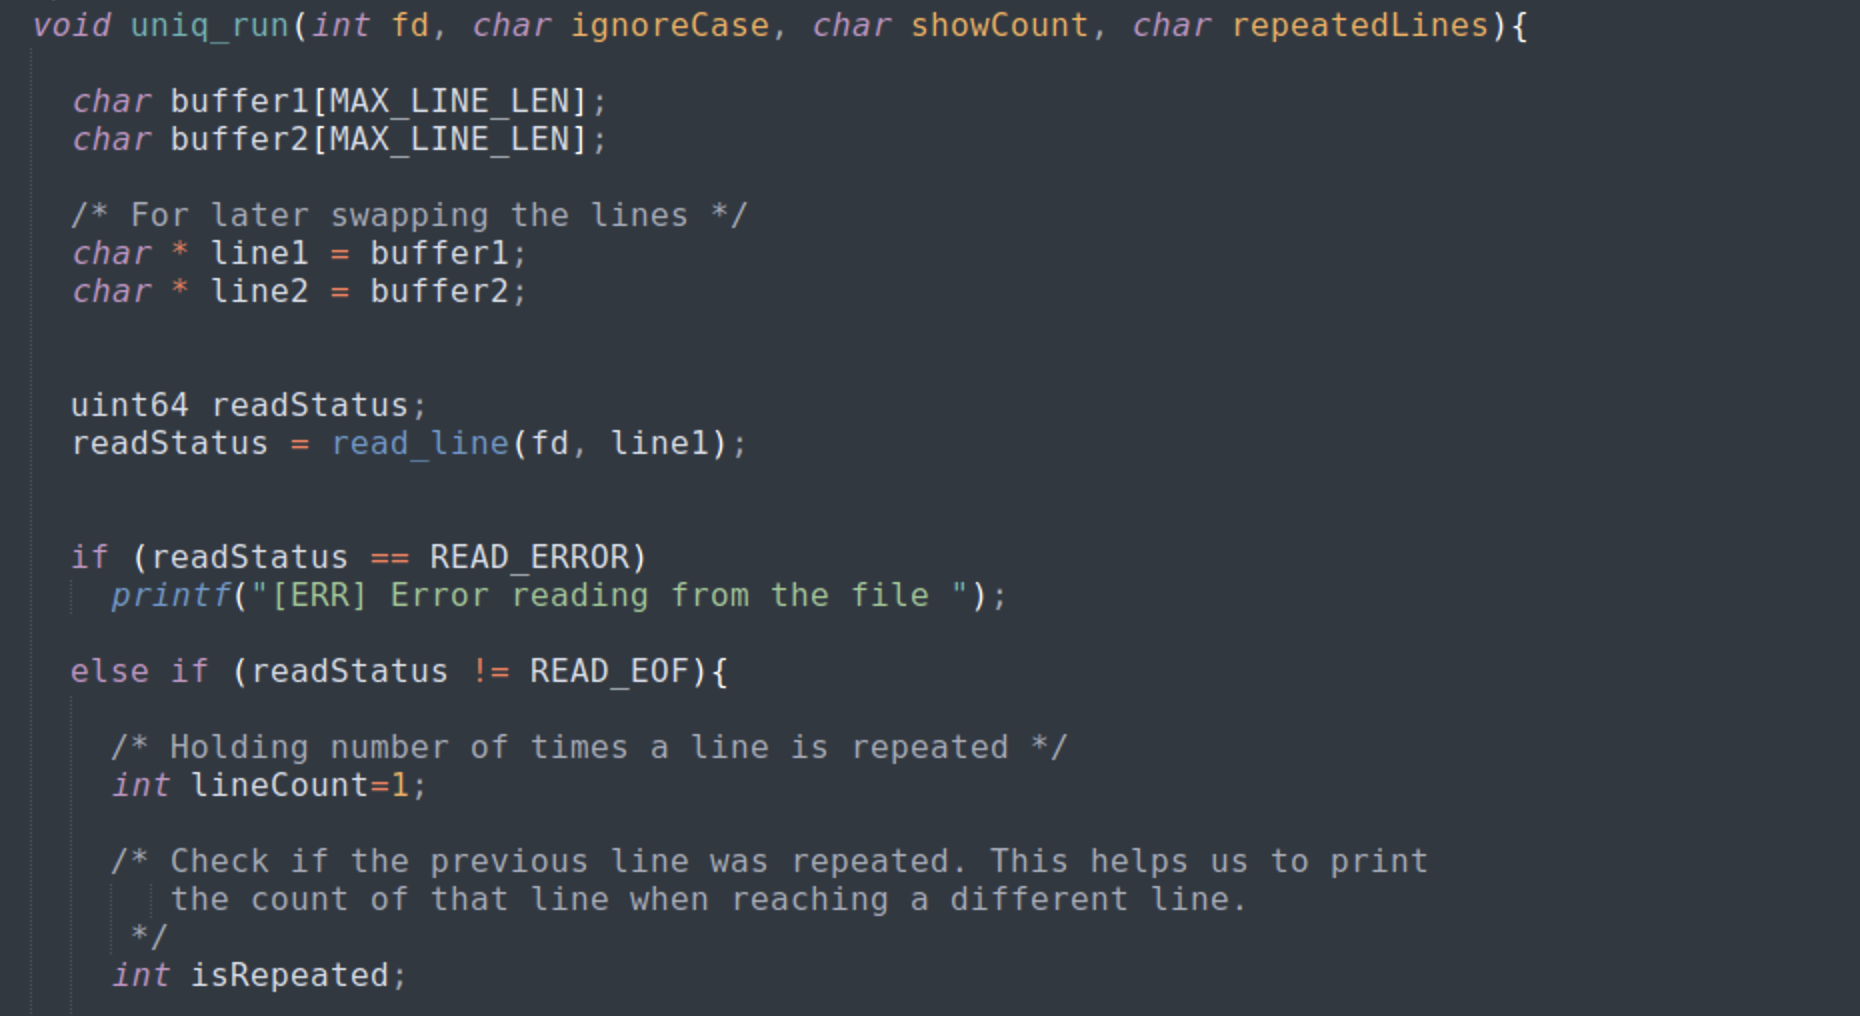 void uniq_run(int fd, char ignoreCase, char showCount, char repeatedLines){
char buffer1[MAX_LINE_LEN];
char buffer2[MAX_LINE_LEN];
/* For later swapping the lines */
char * line1 = buffer1;
char * line2 = buffer2;
uint64 readStatus;
readStatus = read_line(fd, line1);
if (readStatus == READ_ERROR)
printf("[ERR] Error reading from the file ");
else if (readStatus != READ_EOF){
/* Holding number of times a line is repeated */
int lineCount=1;
/* Check if the previous line was repeated. This helps us to print
the count of that line when reaching a different line.
*/
int isRepeated;